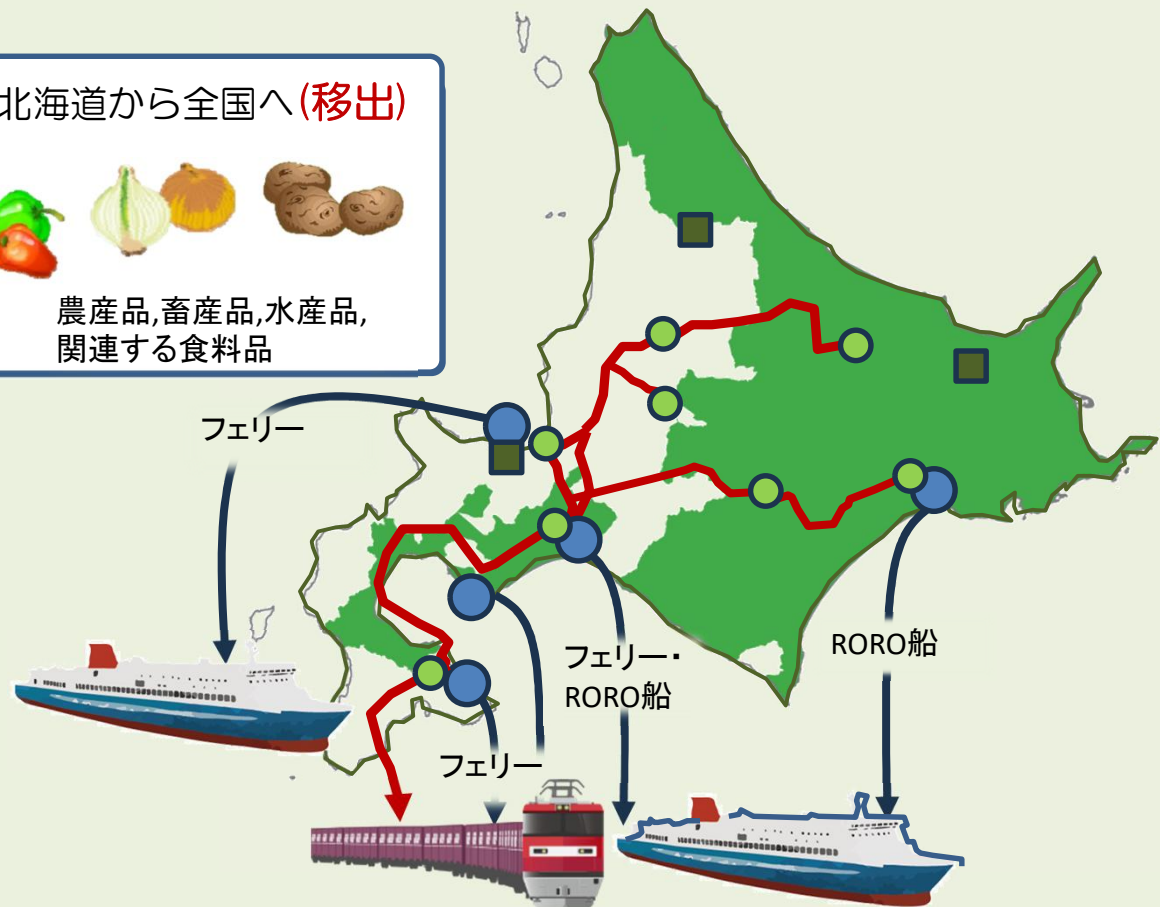 北海道から全国へ(移出)
農産品,畜産品,水産品,
関連する食料品
フェリー
フェリー・
RORO船
RORO船
フェリー